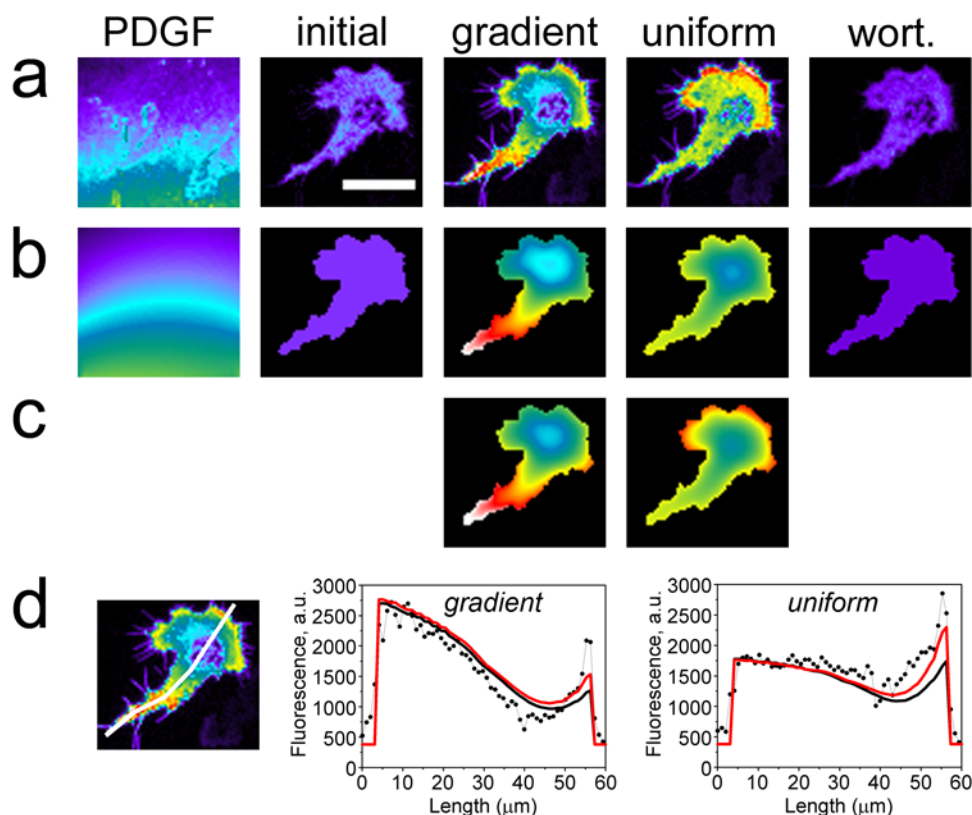 PDGF initial gradient uniform wort.
a
b
c
d
3000
2500
2000
1500
1000
500
0
Fluorescence, a.u.
gradient
0 10 20 30 40 50 60
Length (μm)
3000
2500
2000
1500
1000
500
0
Fluorescence, a.u.
uniform
0 10 20 30 40 50 60
Length (μm)